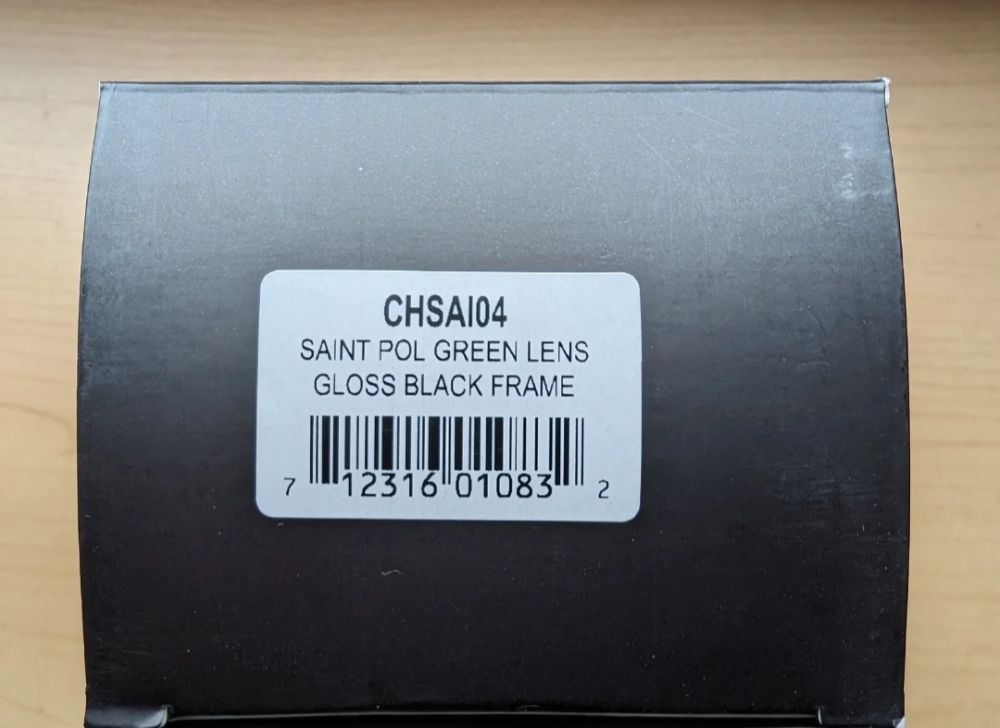 CHSAI04
SAINT POL GREEN LENS
GLOSS BLACK FRAME
7 12316 01083 2